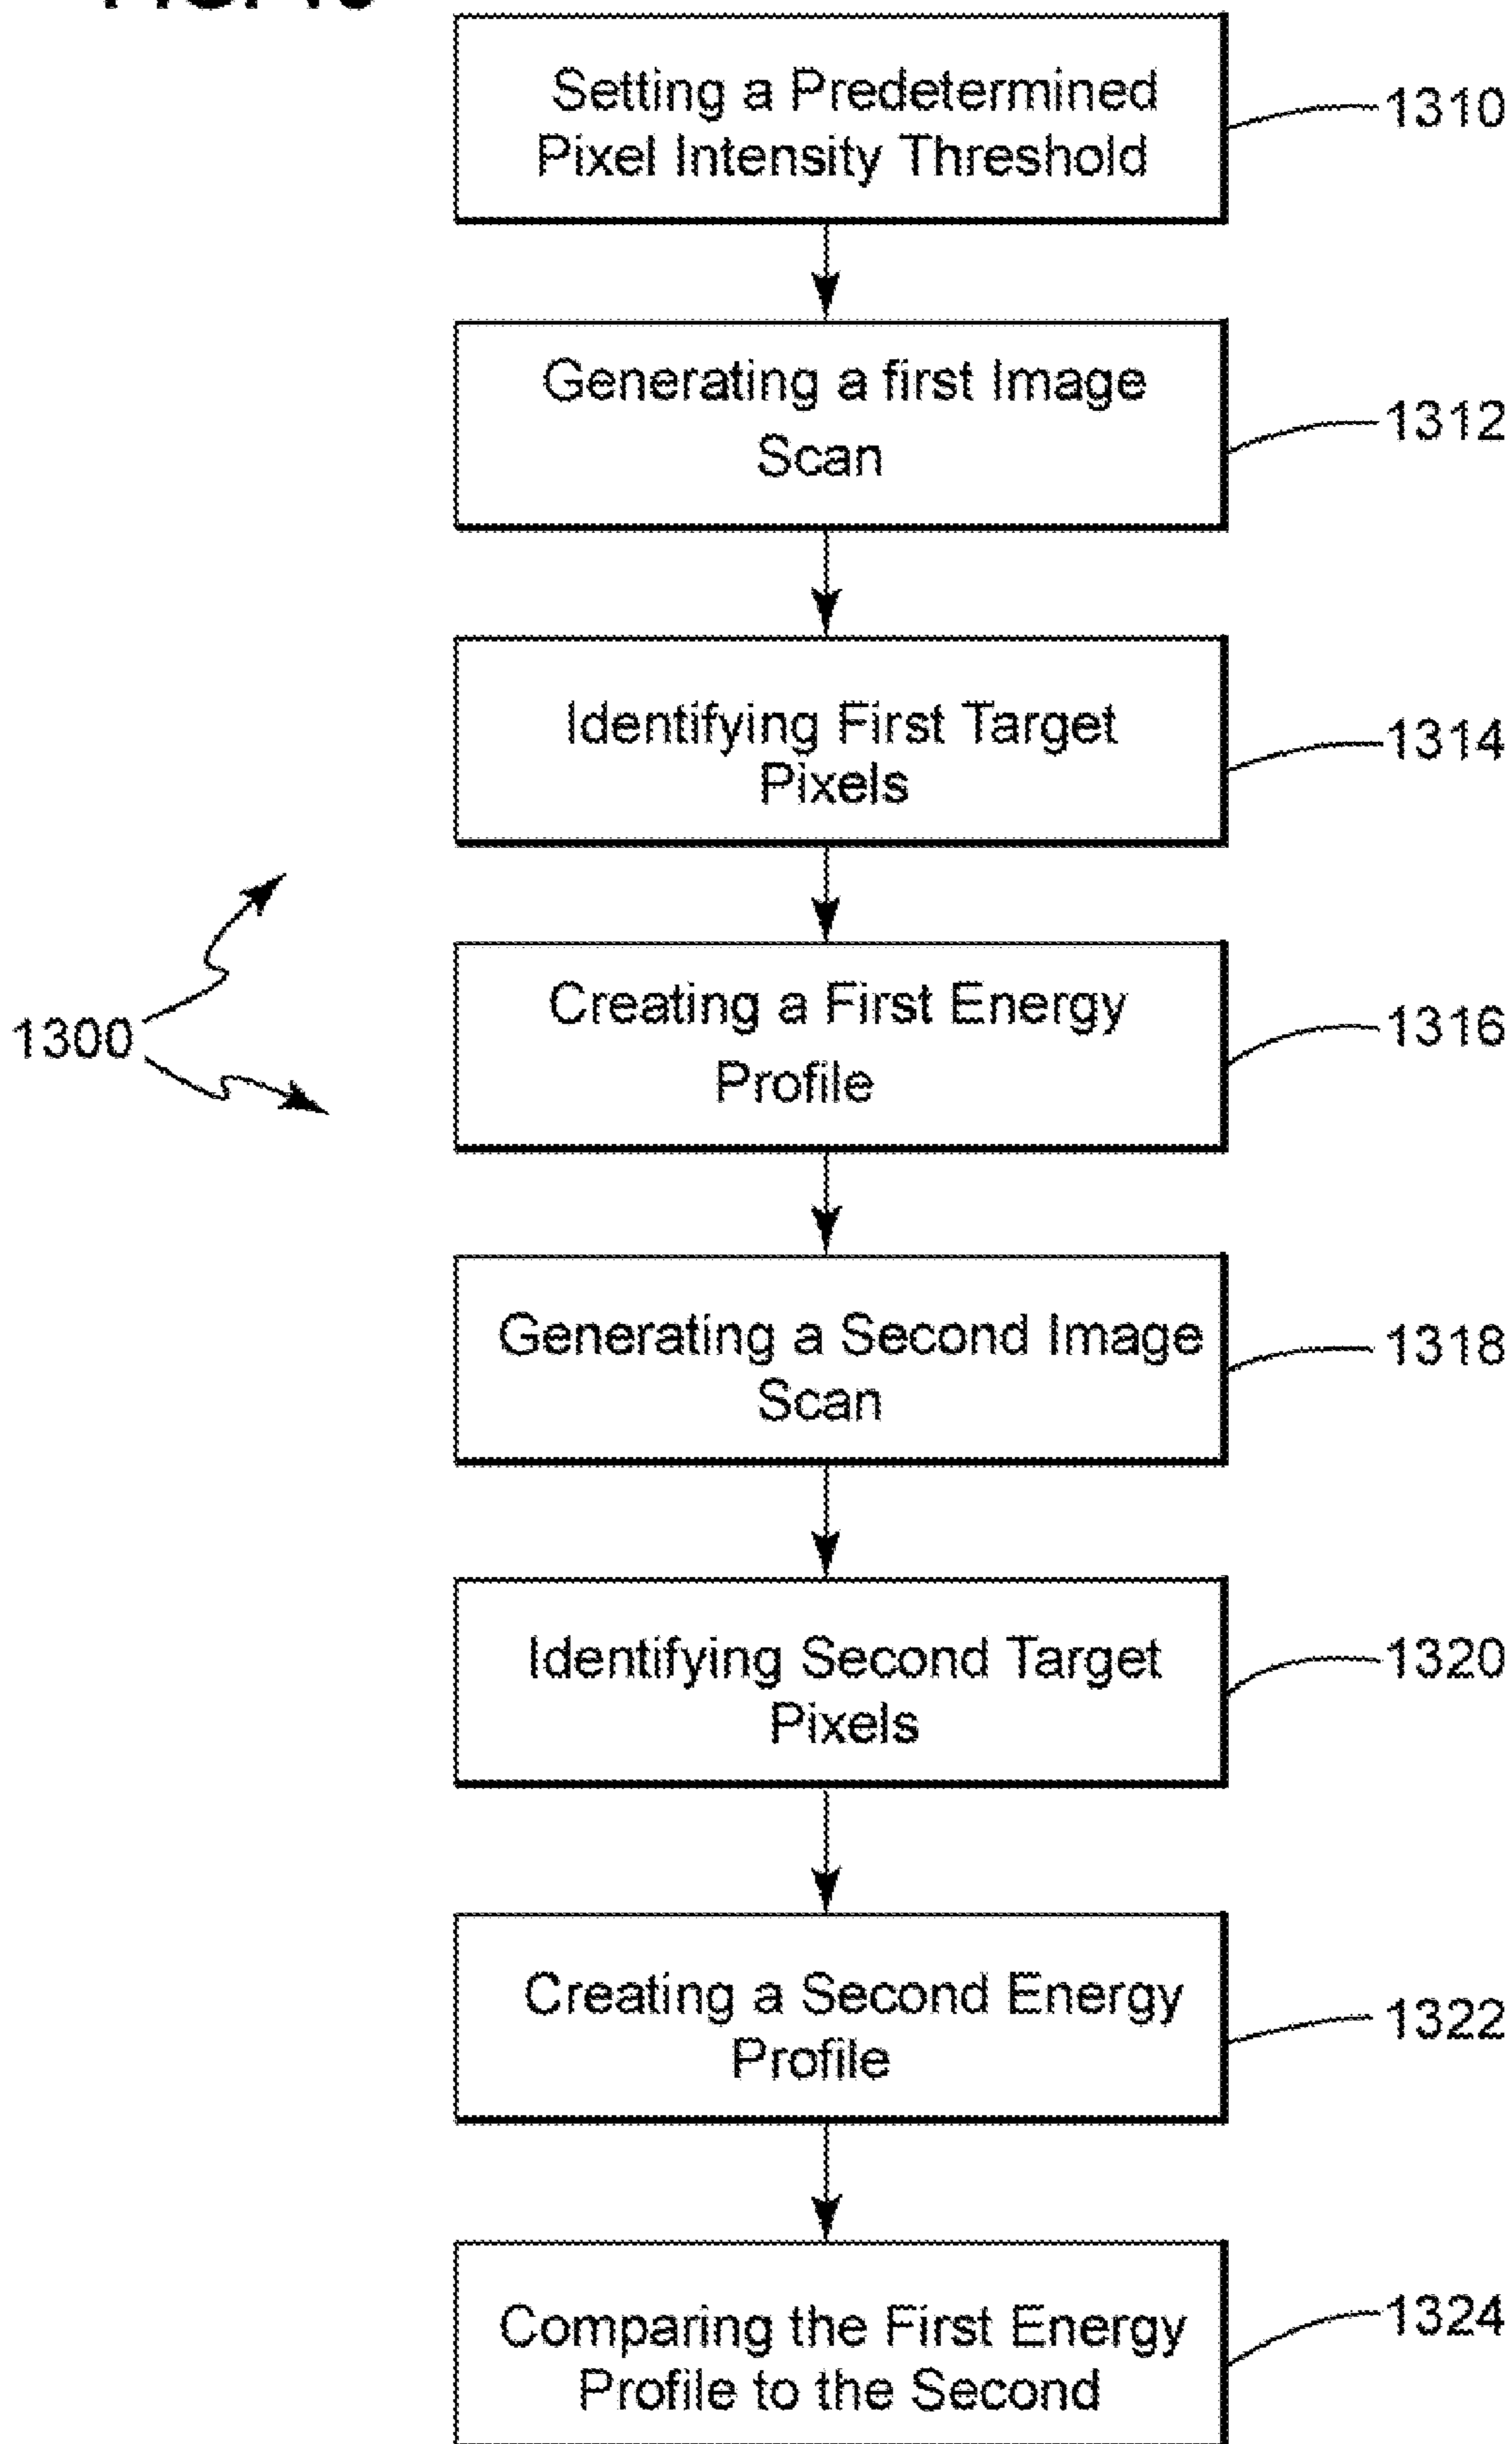 Setting a Predetermined
Pixel Intensity Threshold
1310
Generating a first Image
Scan
1312
Identifying First Target
Pixels
1314
1300
Creating a First Energy
Profile
1316
Generating a Second Image
Scan
1318
Identifying Second Target
Pixels
1320
Creating a Second Energy
Profile
1322
Comparing the First Energy
Profile to the Second
1324